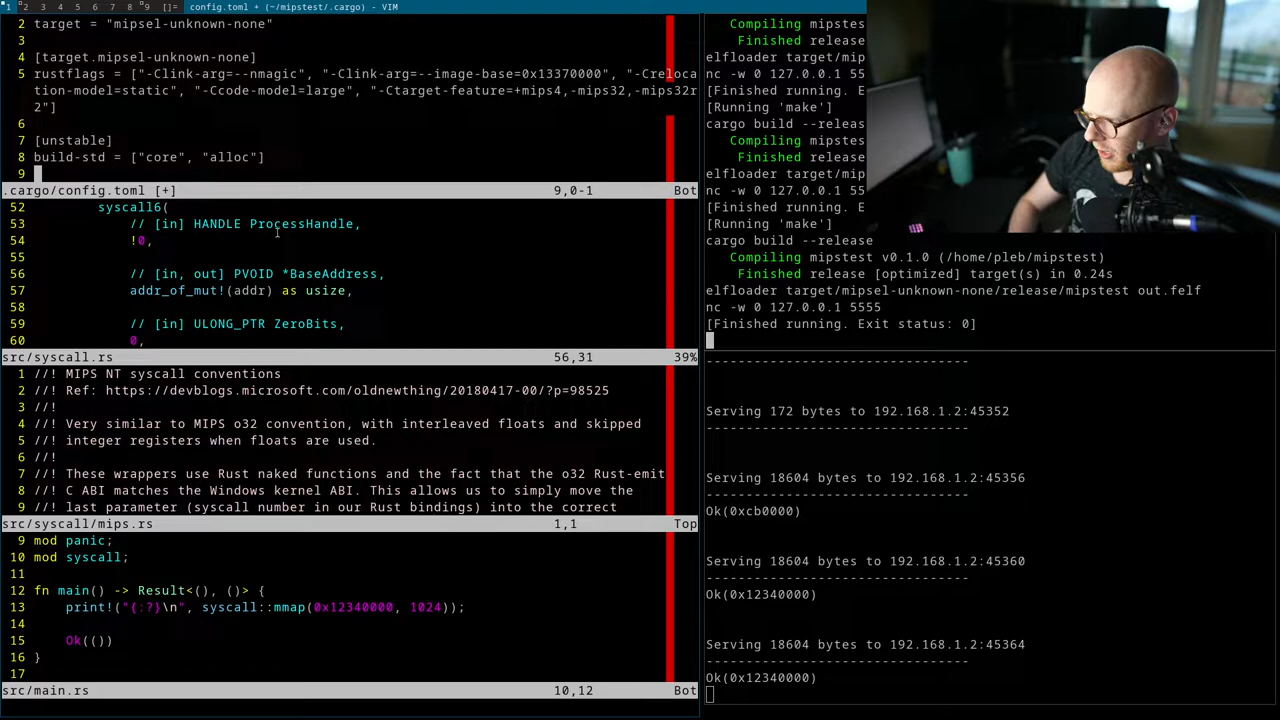 1 2 3 4 5 6 7 8 9 []= config.toml + (~/mipstest/.cargo) - VIM
2 target = "mipsel-unknown-none"
3
4 [target.mipsel-unknown-none]
5 rustflags = ["-Clink-arg=--nmagic", "-Clink-arg=--image-base=0x13370000", "-Creloca
tion-model=static", "-Ccode-model=large", "-Ctarget-feature=+mips4,-mips32,-mips32r
2"]
6
7 [unstable]
8 build-std = ["core", "alloc"]
9
.cargo/config.toml [+] 9,0-1 Bot
52 syscall6(
53 // [in] HANDLE ProcessHandle,
54 !0,
55
56 // [in, out] PVOID *BaseAddress,
57 addr_of_mut!(addr) as usize,
58
59 // [in] ULONG_PTR ZeroBits,
60 0,
src/syscall.rs 56,31 39%
1 //! MIPS NT syscall conventions
2 //! Ref: https://devblogs.microsoft.com/oldnewthing/20180417-00/?p=98525
3 //!
4 //! Very similar to MIPS o32 convention, with interleaved floats and skipped
5 //! integer registers when floats are used.
6 //!
7 //! These wrappers use Rust naked functions and the fact that the o32 Rust-emit
8 //! C ABI matches the Windows kernel ABI. This allows us to simply move the
9 //! last parameter (syscall number in our Rust bindings) into the correct
src/syscall/mips.rs 1,1 Top
9 mod panic;
10 mod syscall;
11
12 fn main() -> Result<(), ()> {
13 print!("{:?}\n", syscall::mmap(0x12340000, 1024));
14
15 Ok(())
16 }
17
src/main.rs 10,12 Bot
Compiling mipstest
Finished release
elfloader target/mip
nc -w 0 127.0.0.1 555
[Finished running. E
[Running 'make']
cargo build --releas
Compiling mipstest
Finished release
elfloader target/mip
nc -w 0 127.0.0.1 555
[Finished running. E
[Running 'make']
cargo build --release
Compiling mipstest v0.1.0 (/home/pleb/mipstest)
Finished release [optimized] target(s) in 0.24s
elfloader target/mipsel-unknown-none/release/mipstest out.felf
nc -w 0 127.0.0.1 5555
[Finished running. Exit status: 0]
---------------------------------
Serving 172 bytes to 192.168.1.2:45352
---------------------------------
Serving 18604 bytes to 192.168.1.2:45356
---------------------------------
Ok(0xcb0000)
Serving 18604 bytes to 192.168.1.2:45360
---------------------------------
Ok(0x12340000)
Serving 18604 bytes to 192.168.1.2:45364
---------------------------------
Ok(0x12340000)